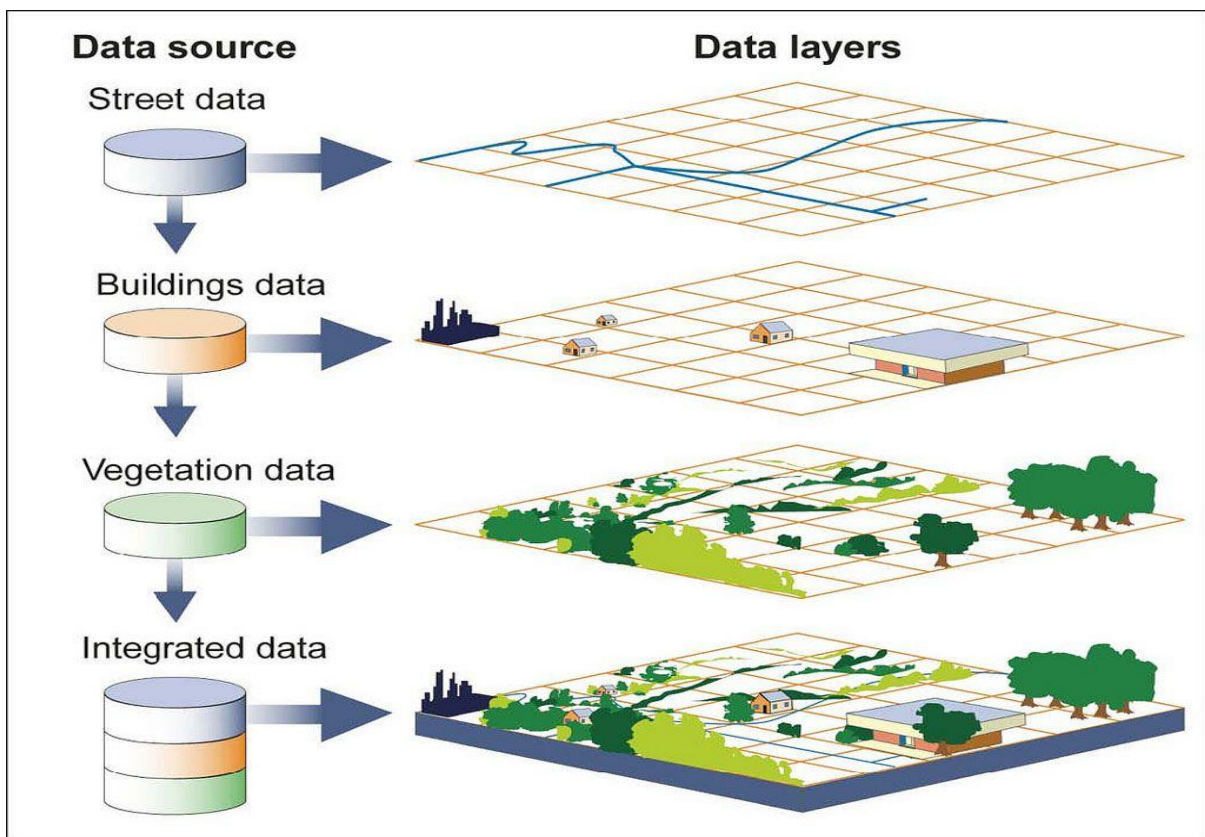 Data source
Data layers
Street data
Buildings data
Vegetation data
Integrated data